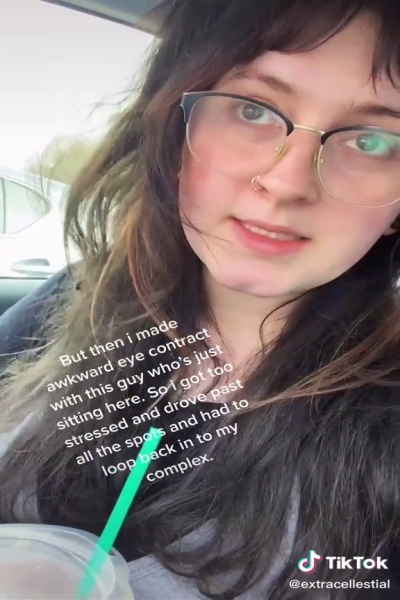 But then i made
awkward eye contract
with this guy who's just
sitting here. So i got too
stressed and drove past
all the spots and had to
loop back in to my
complex.
TikTok
@extracellestial